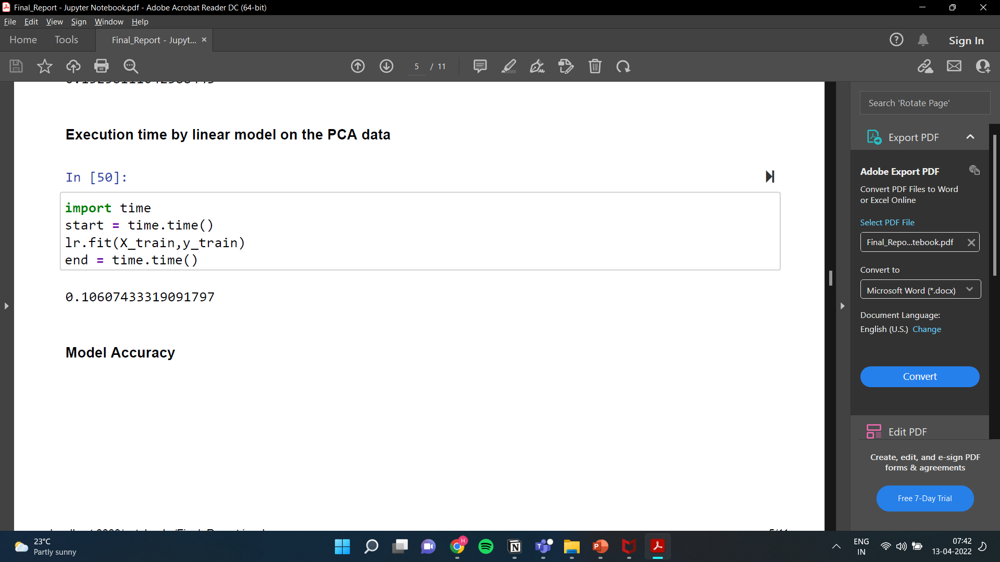 Final_Report - Jupyter Notebook.pdf - Adobe Acrobat Reader DC (64-bit)
File Edit View Sign Window Help
Home Tools Final_Report - Jupyt... × Sign In
5 / 11
Search 'Rotate Page'
Execution time by linear model on the PCA data
Export PDF
In [50]:
Adobe Export PDF
Convert PDF Files to Word
or Excel Online
import time
start = time.time()
lr.fit(X_train,y_train)
end = time.time()
Select PDF File
Final_Repo...tebook.pdf
Convert to
Microsoft Word (*.docx)
0.10607433319091797
Document Language:
English (U.S.) Change
Model Accuracy
Convert
Edit PDF
Create, edit, and e-sign PDF
forms & agreements
Free 7-Day Trial
23°C
Partly sunny
H
ENG
IN
07:42
13-04-2022